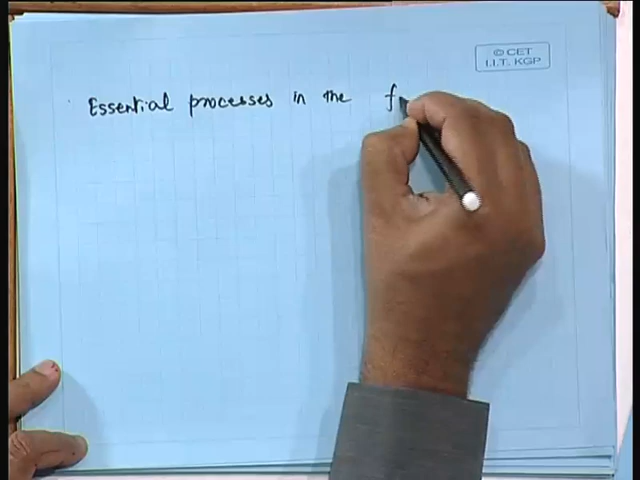 © CET
I.I.T. KGP
Essential processes in the f